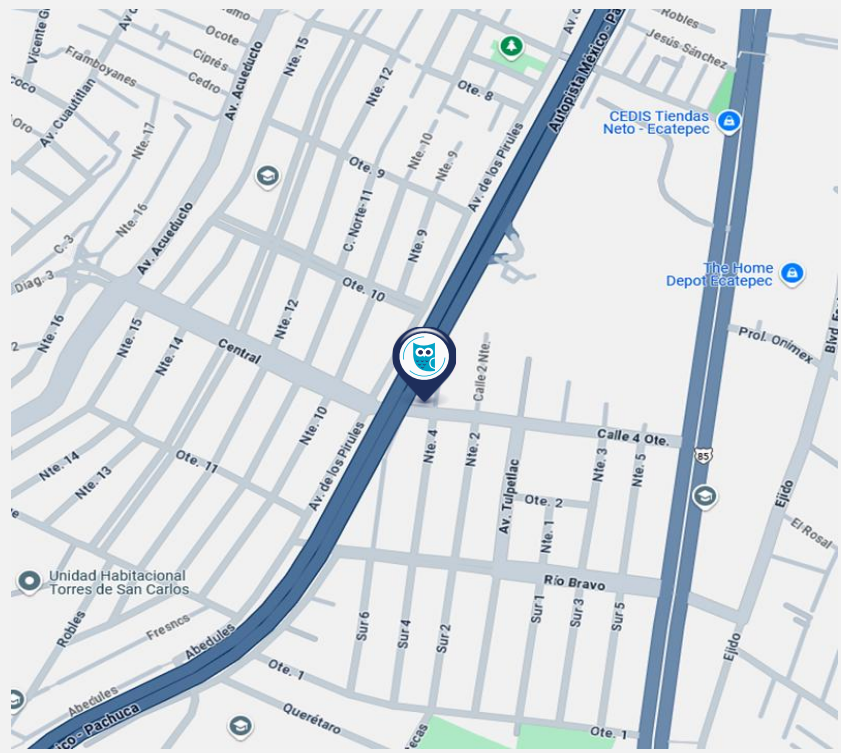 Vicente G
Ocote
Ciprés
Cedro
Framboyanes
Av. Cuautitlán
Oro
Nte. 17
Nte. 16
Av. Acueducto
Nte. 15
Nte. 12
Ote. 8
Robles
Jesús Sánchez
Autopista México - Pa
CEDIS Tiendas
Neto - Ecatepec
Nte. 10
Nte. 9
Av. de los Pirules
Ote. 9
C. Norte-11
Nte. 9
C. 3
Diag. 3
Av. Acueducto
The Home
Depot Ecatepec
Ote. 10
Nte. 12
Nte. 16
Nte. 15
Nte. 14
Central
Prol. Onimex
Blvd. E
Calle 2 Nte.
Nte. 10
Av. de los Pirules
Calle 4 Ote.
Nte. 4
Nte. 2
Nte. 3
Nte. 5
85
Ote. 11
Nte. 14
Nte. 13
Av. Tulpetlac
Ote. 2
Nte. 1
Ejido
El Rosal
Río Bravo
Unidad Habitacional
Torres de San Carlos
Robles
Fresnos
Abedules
Sur 6
Sur 4
Sur 2
Sur 1
Sur 3
Sur 5
Ejido
Ote. 1
Abedules
ico - Pachuca
Querétaro
ecas
Ote. 1